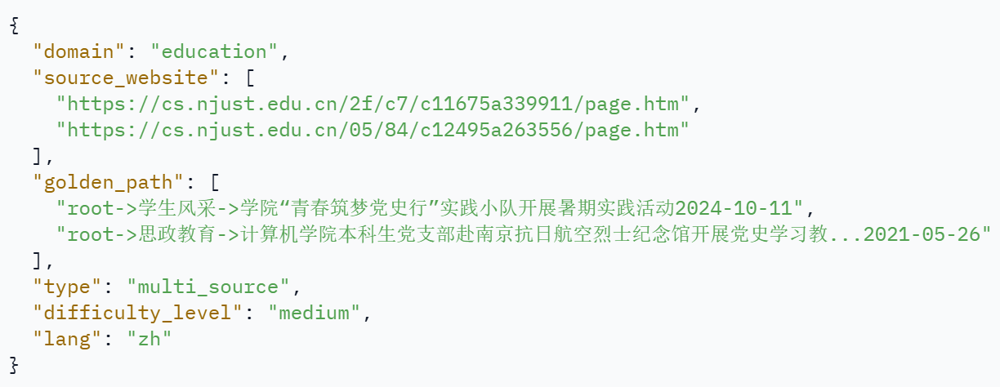 {
  "domain": "education",
  "source_website": [
    "https://cs.njust.edu.cn/2f/c7/c11675a339911/page.htm",
    "https://cs.njust.edu.cn/05/84/c12495a263556/page.htm"
  ],
  "golden_path": [
    "root->学生风采->学院“青春筑梦党史行”实践小队开展暑期实践活动2024-10-11",
    "root->思政教育->计算机学院本科生党支部赴南京抗日航空烈士纪念馆开展党史学习教...2021-05-26"
  ],
  "type": "multi_source",
  "difficulty_level": "medium",
  "lang": "zh"
}